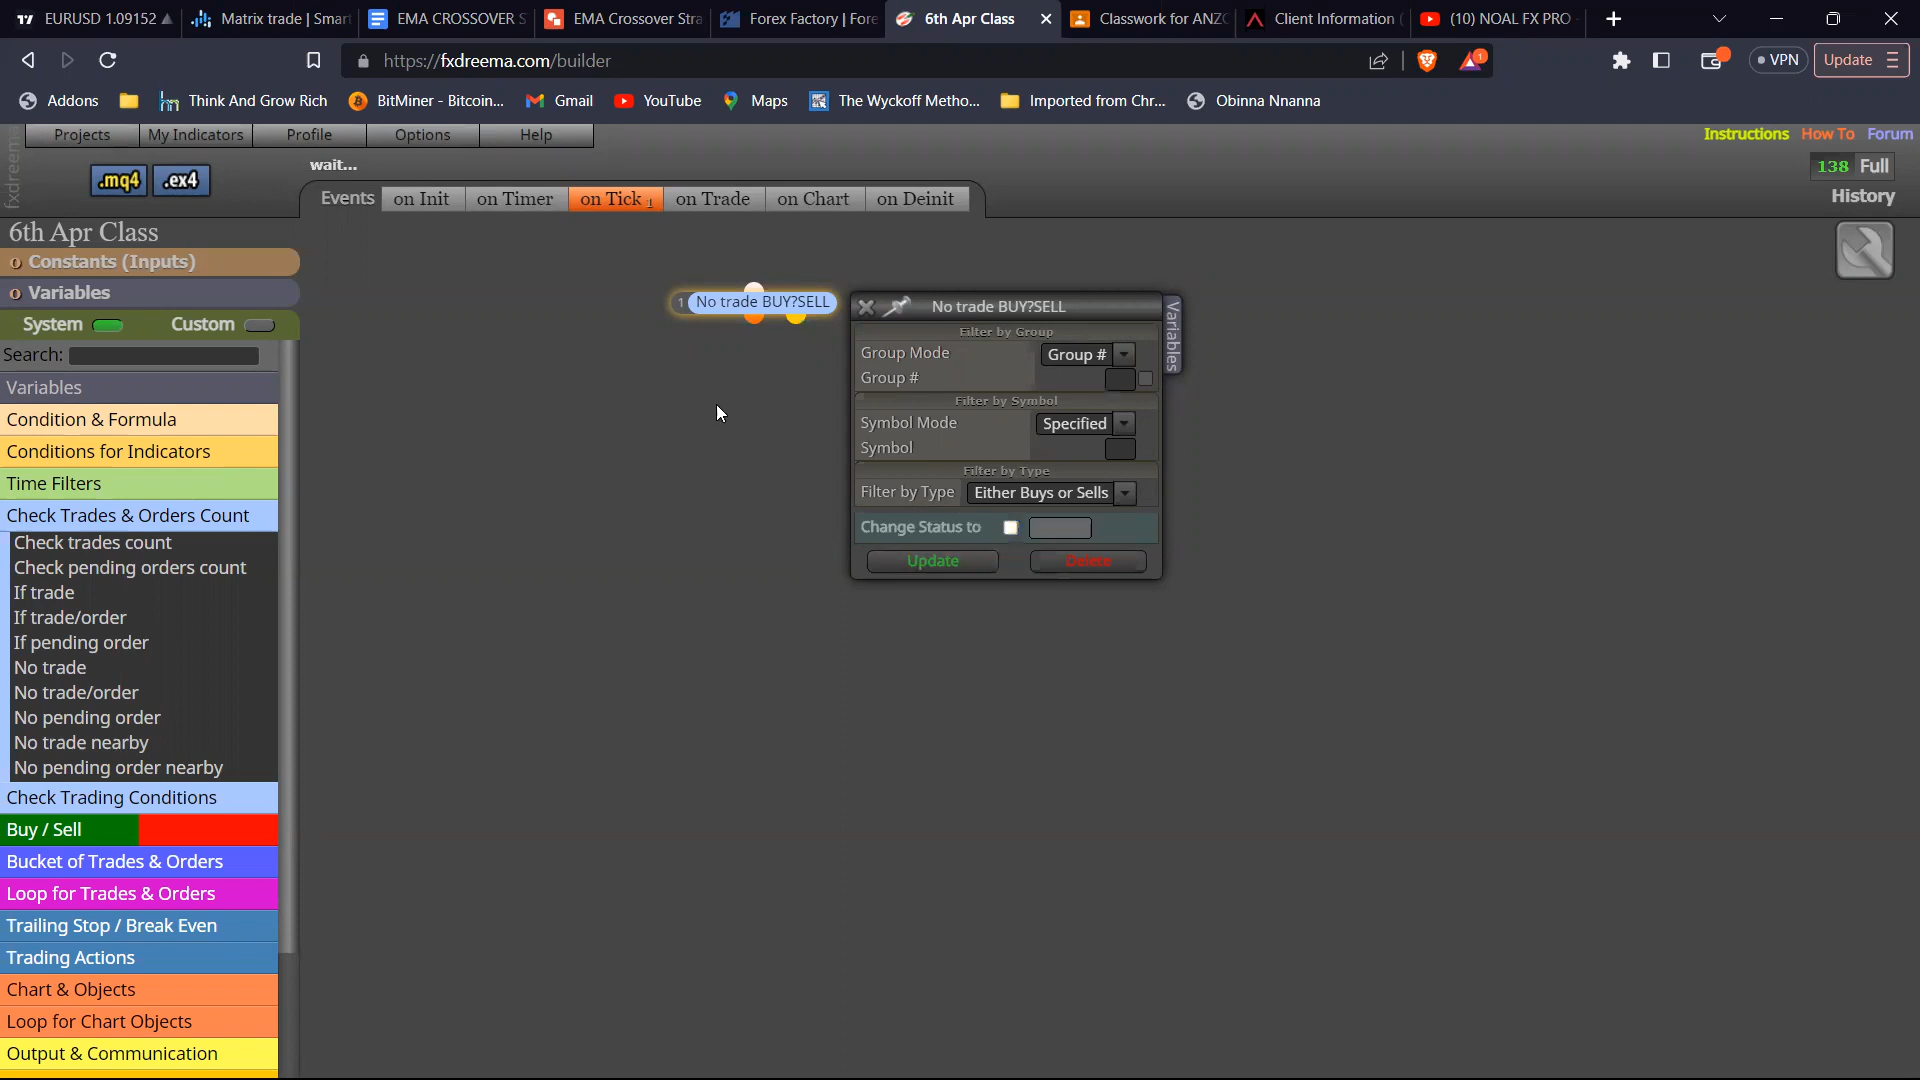 EURUSD 1.09152
Matrix trade | Smar
EMA CROSSOVER S
EMA Crossover Stra
Forex Factory | Fore
6th Apr Class
Classwork for ANZC
Client Information (
(10) NOAL FX PRO -
https://fxdreema.com/builder
1
VPN
Update
Addons
Think And Grow Rich
BitMiner - Bitcoin...
Gmail
YouTube
Maps
The Wyckoff Metho...
Imported from Chr...
Obinna Nnanna
fxdreema
Projects
My Indicators
Profile
Options
Help
Instructions
How To
Forum
.mq4
.ex4
wait...
138 Full
History
Events
on Init
on Timer
on Tick 1
on Trade
on Chart
on Deinit
6th Apr Class
Constants (Inputs)
Variables
System
Custom
Search:
Variables
Condition & Formula
Conditions for Indicators
Time Filters
Check Trades & Orders Count
Check trades count
Check pending orders count
If trade
If trade/order
If pending order
No trade
No trade/order
No pending order
No trade nearby
No pending order nearby
Check Trading Conditions
Buy / Sell
Bucket of Trades & Orders
Loop for Trades & Orders
Trailing Stop / Break Even
Trading Actions
Chart & Objects
Loop for Chart Objects
Output & Communication
1 No trade BUY?SELL
No trade BUY?SELL
Variables
Filter by Group
Group Mode
Group #
Group #
Filter by Symbol
Symbol Mode
Specified
Symbol
Filter by Type
Filter by Type
Either Buys or Sells
Change Status to
Update
Delete